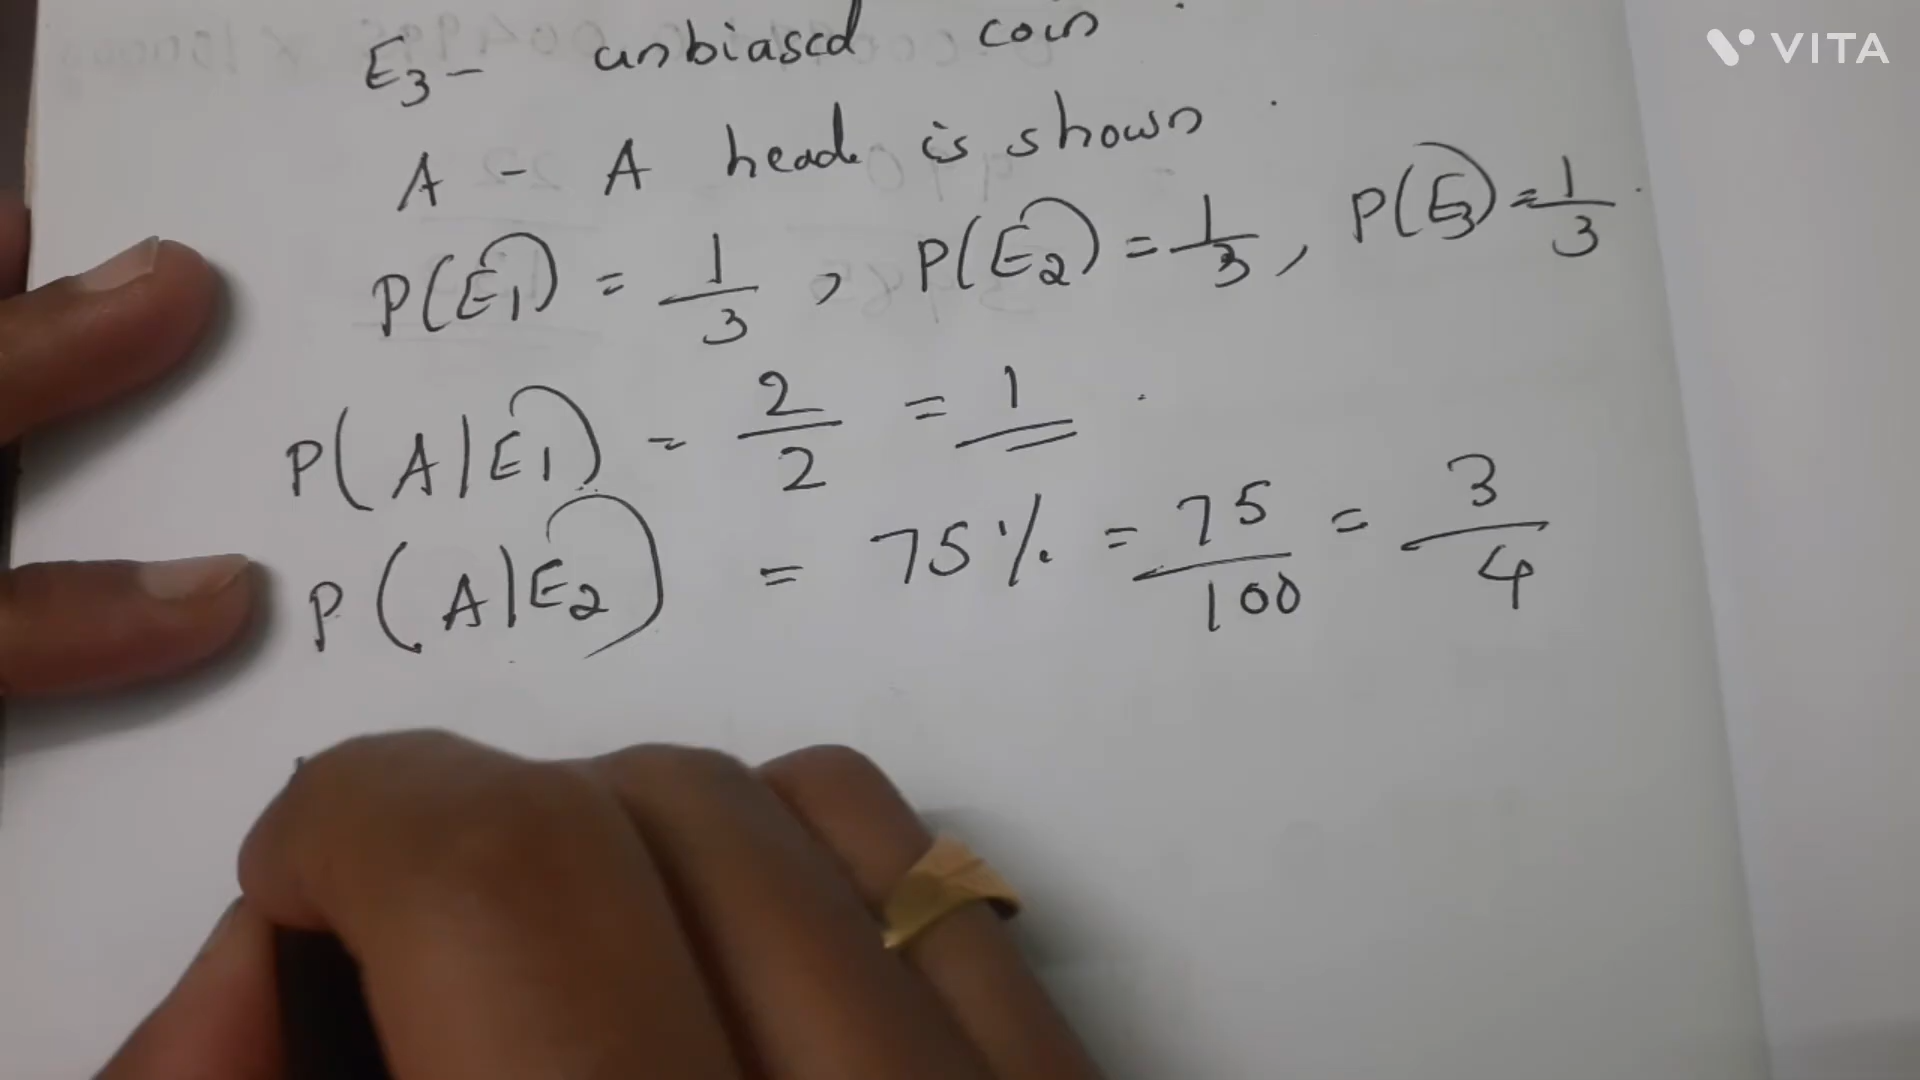 VITA
E3 - unbiased coin
A - A head is shown
P(E1) = 1/3 , P(E2) = 1/3 , P(E3) = 1/3
P(A|E1) = 2/2 = 1
P(A|E2) = 75% = 75/100 = 3/4